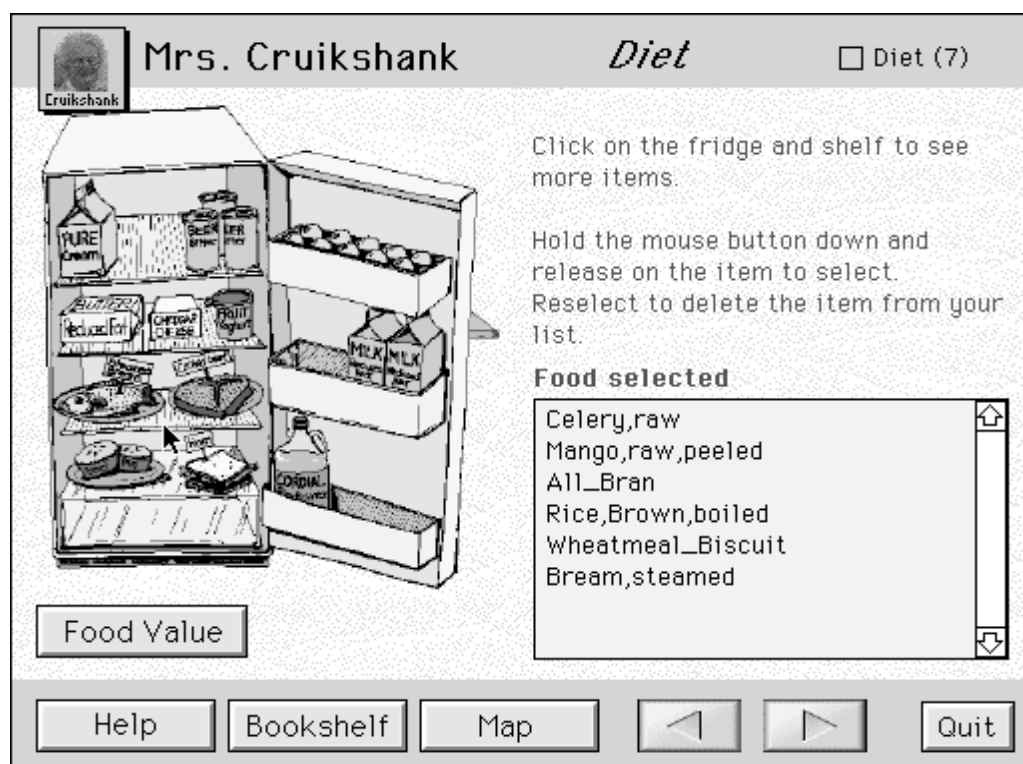 Mrs. Cruikshank
Diet
Diet (7)
Cruikshank
Click on the fridge and shelf to see
more items.
Hold the mouse button down and
release on the item to select.
Reselect to delete the item from your
list.
Food selected
Celery,raw
Mango,raw,peeled
All_Bran
Rice,Brown,boiled
Wheatmeal_Biscuit
Bream,steamed
PURE
Cream
BEER
BUTTER
Reduced Fat
CHEDDAR
CHEESE
FRUIT
Yoghurt
MILK
MILK
CORDIAL
Food Value
Help
Bookshelf
Map
Quit